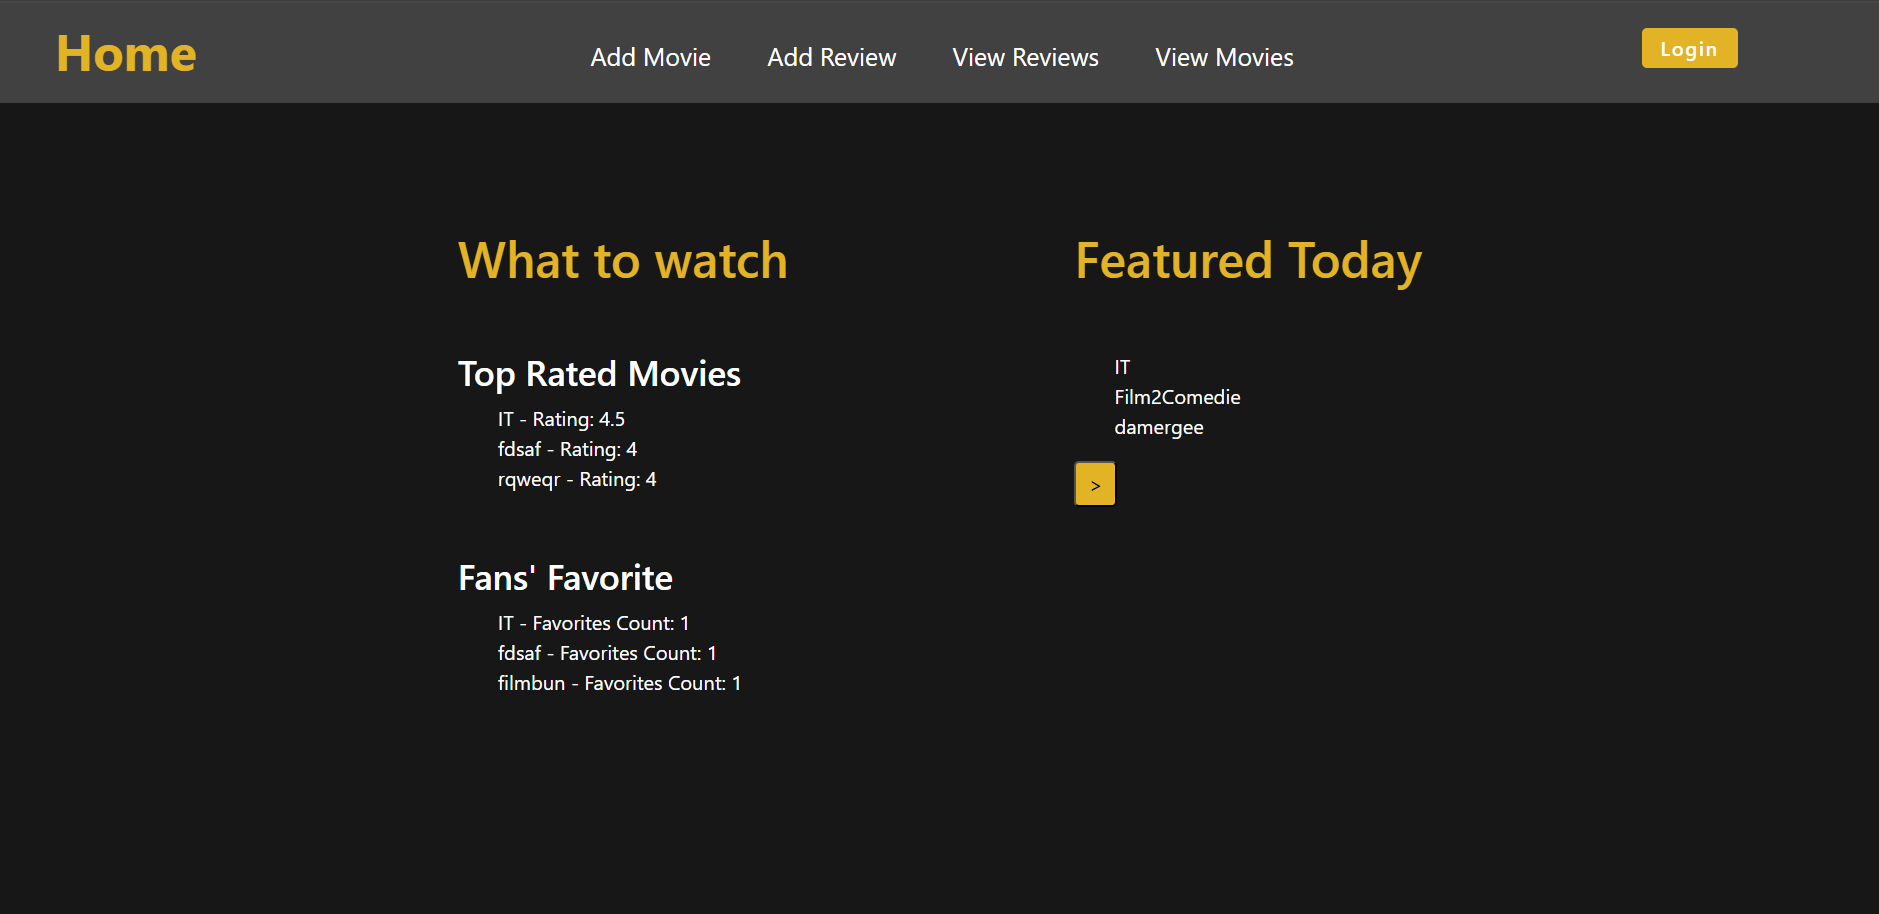 Home
Add Movie
Add Review
View Reviews
View Movies
Login
What to watch
Top Rated Movies
IT - Rating: 4.5
fdsaf - Rating: 4
rqweqr - Rating: 4
Fans' Favorite
IT - Favorites Count: 1
fdsaf - Favorites Count: 1
filmbun - Favorites Count: 1
Featured Today
IT
Film2Comedie
damergee
>